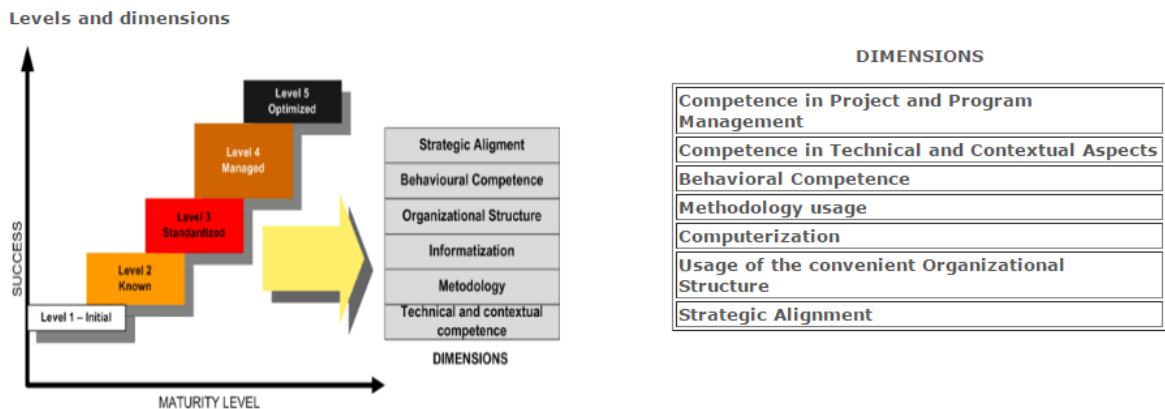 Levels and dimensions
SUCCESS
Level 5
Optimized
Level 4
Managed
Level 3
Standardized
Level 2
Known
Level 1 – Initial
MATURITY LEVEL
Strategic Aligment
Behavioural Competence
Organizational Structure
Informatization
Metodology
Technical and contextual
competence
DIMENSIONS
DIMENSIONS
Competence in Project and Program
Management
Competence in Technical and Contextual Aspects
Behavioral Competence
Methodology usage
Computerization
Usage of the convenient Organizational
Structure
Strategic Alignment